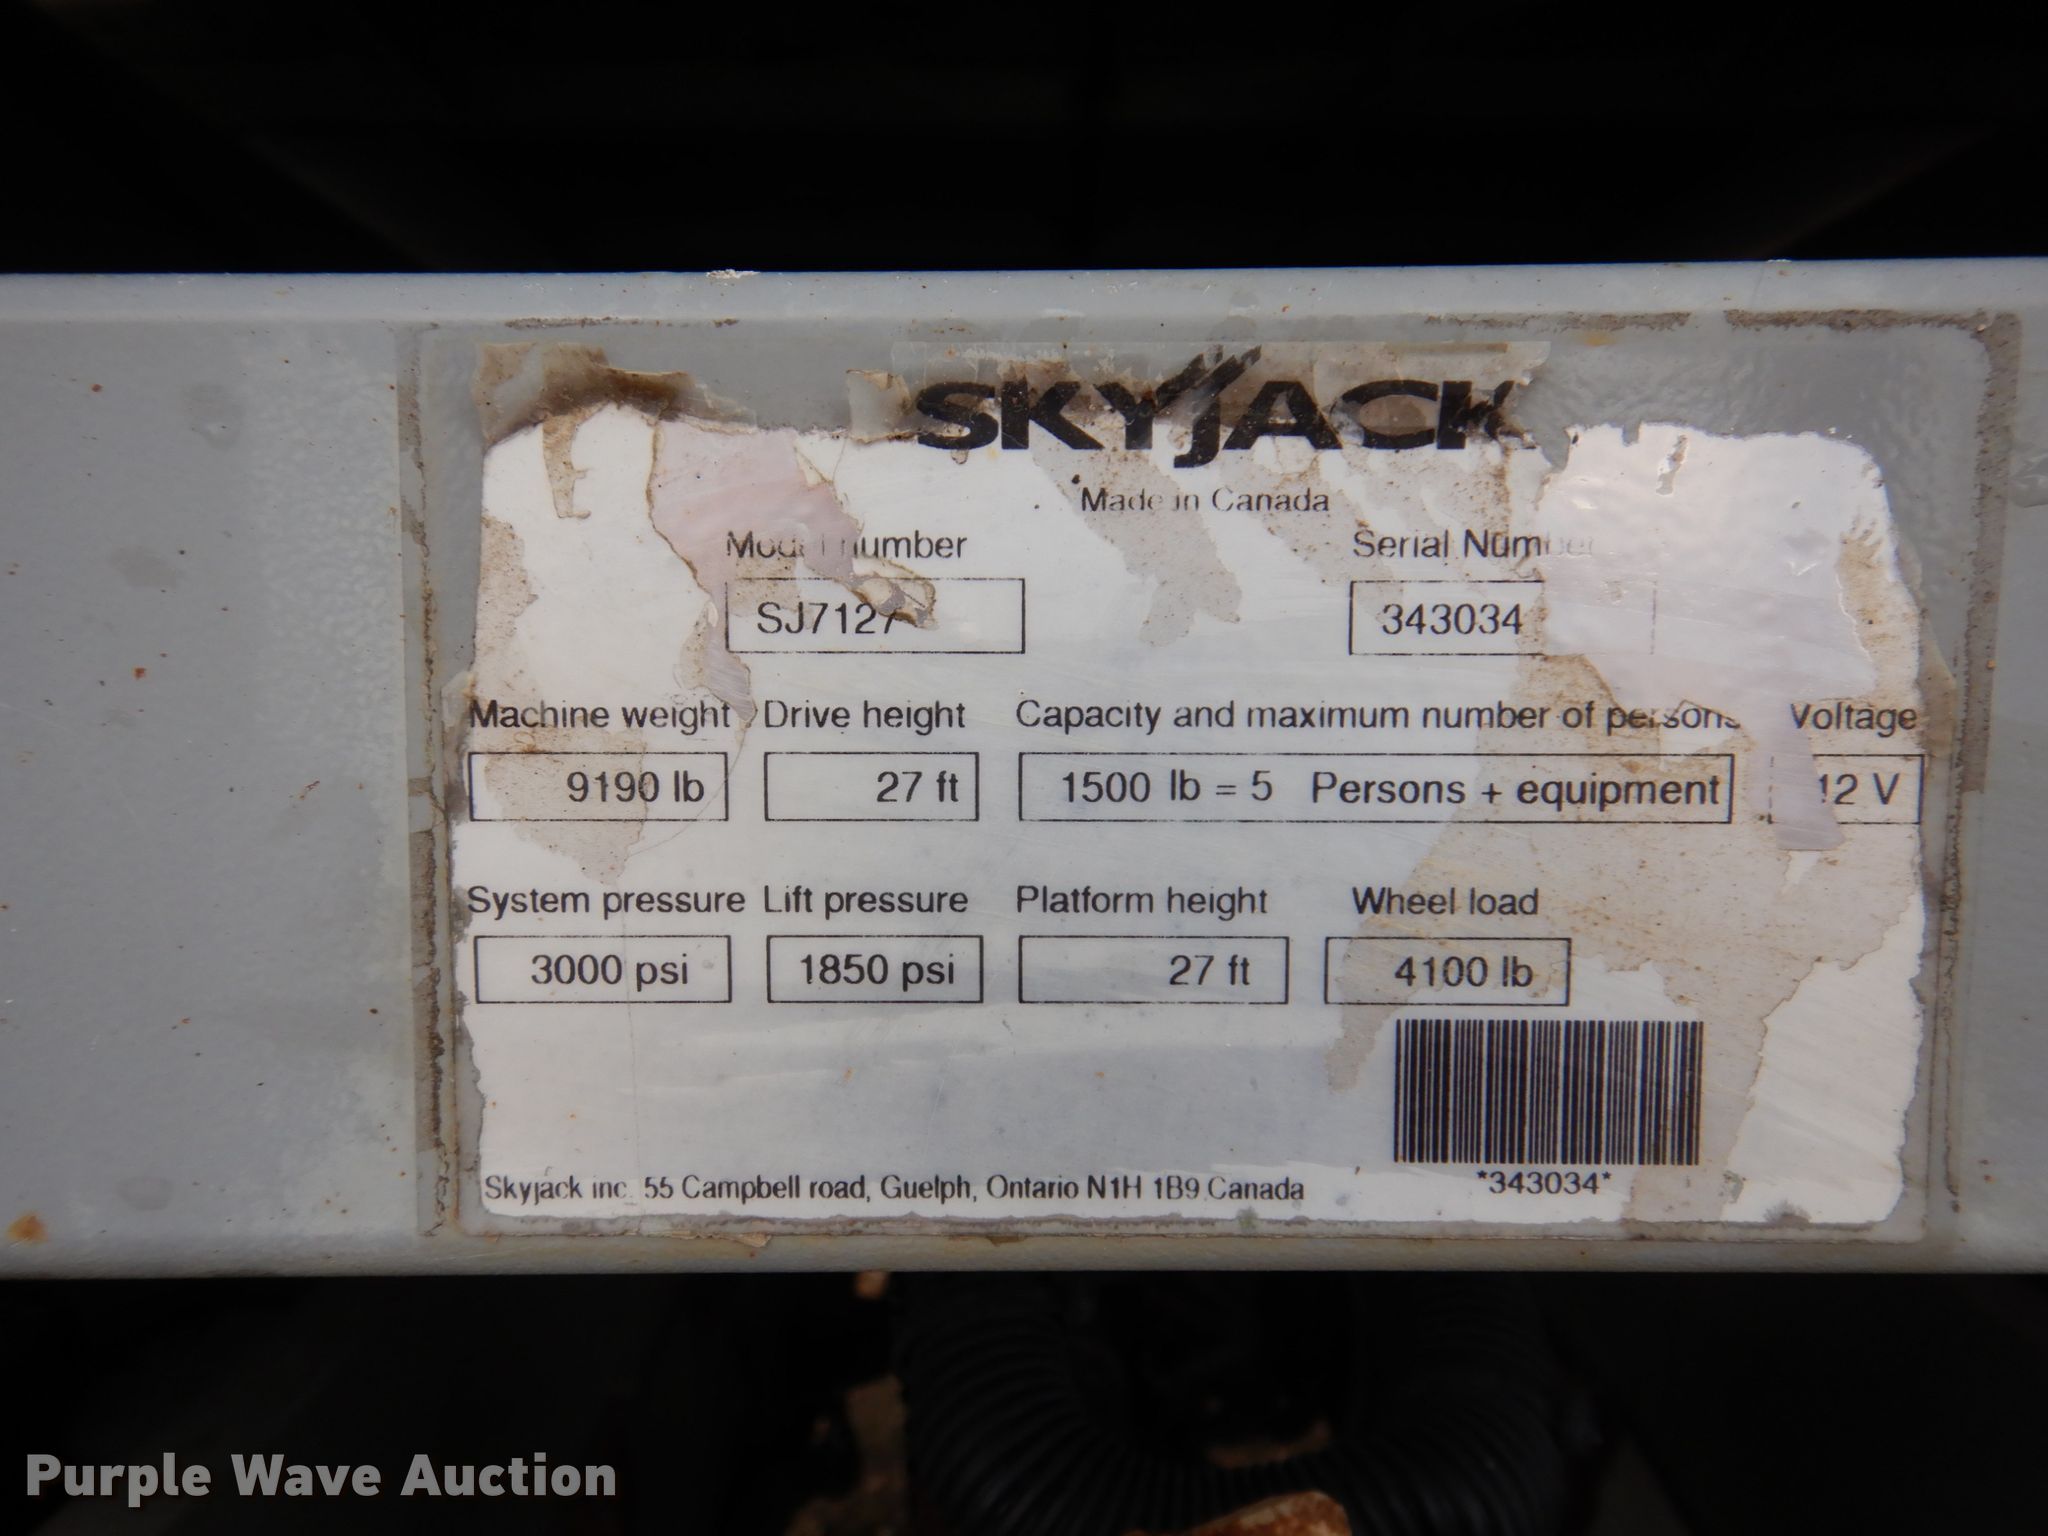 SKYJACK
Made in Canada
Model number Serial Number
SJ7127 343034
Machine weight Drive height Capacity and maximum number of persons Voltage
9190 lb 27 ft 1500 lb = 5 Persons + equipment 12 V
System pressure Lift pressure Platform height Wheel load
3000 psi 1850 psi 27 ft 4100 lb
*343034*
Skyjack inc. 55 Campbell road, Guelph, Ontario N1H 1B9 Canada
Purple Wave Auction